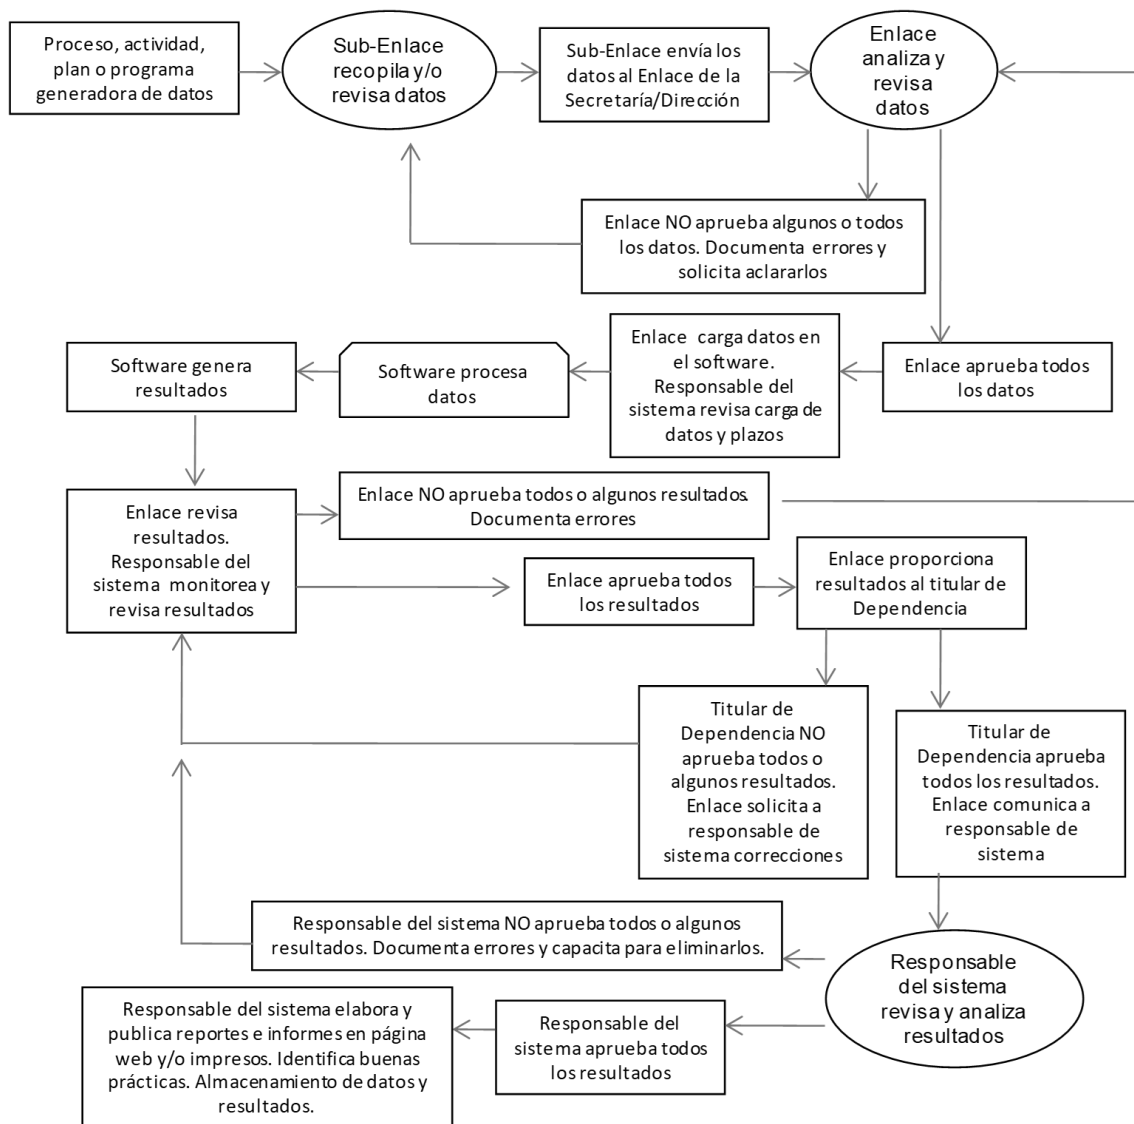 Proceso, actividad,
plan o programa
generadora de datos
Sub-Enlace
recopila y/o
revisa datos
Sub-Enlace envía los
datos al Enlace de la
Secretaría/Dirección
Enlace
analiza y
revisa
datos
Enlace NO aprueba algunos o todos
los datos. Documenta errores y
solicita aclararlos
Software genera
resultados
Software procesa
datos
Enlace carga datos en
el software.
Responsable del
sistema revisa carga de
datos y plazos
Enlace aprueba todos
los datos
Enlace revisa
resultados.
Responsable del
sistema monitorea y
revisa resultados
Enlace NO aprueba todos o algunos resultados.
Documenta errores
Enlace aprueba todos
los resultados
Enlace proporciona
resultados al titular de
Dependencia
Titular de
Dependencia NO
aprueba todos o
algunos resultados.
Enlace solicita a
responsable de
sistema correcciones
Titular de
Dependencia aprueba
todos los resultados.
Enlace comunica a
responsable de
sistema
Responsable del sistema NO aprueba todos o algunos
resultados. Documenta errores y capacita para eliminarlos.
Responsable
del sistema
revisa y analiza
resultados
Responsable del sistema elabora y
publica reportes e informes en página
web y/o impresos. Identifica buenas
prácticas. Almacenamiento de datos y
resultados.
Responsable del
sistema aprueba todos
los resultados